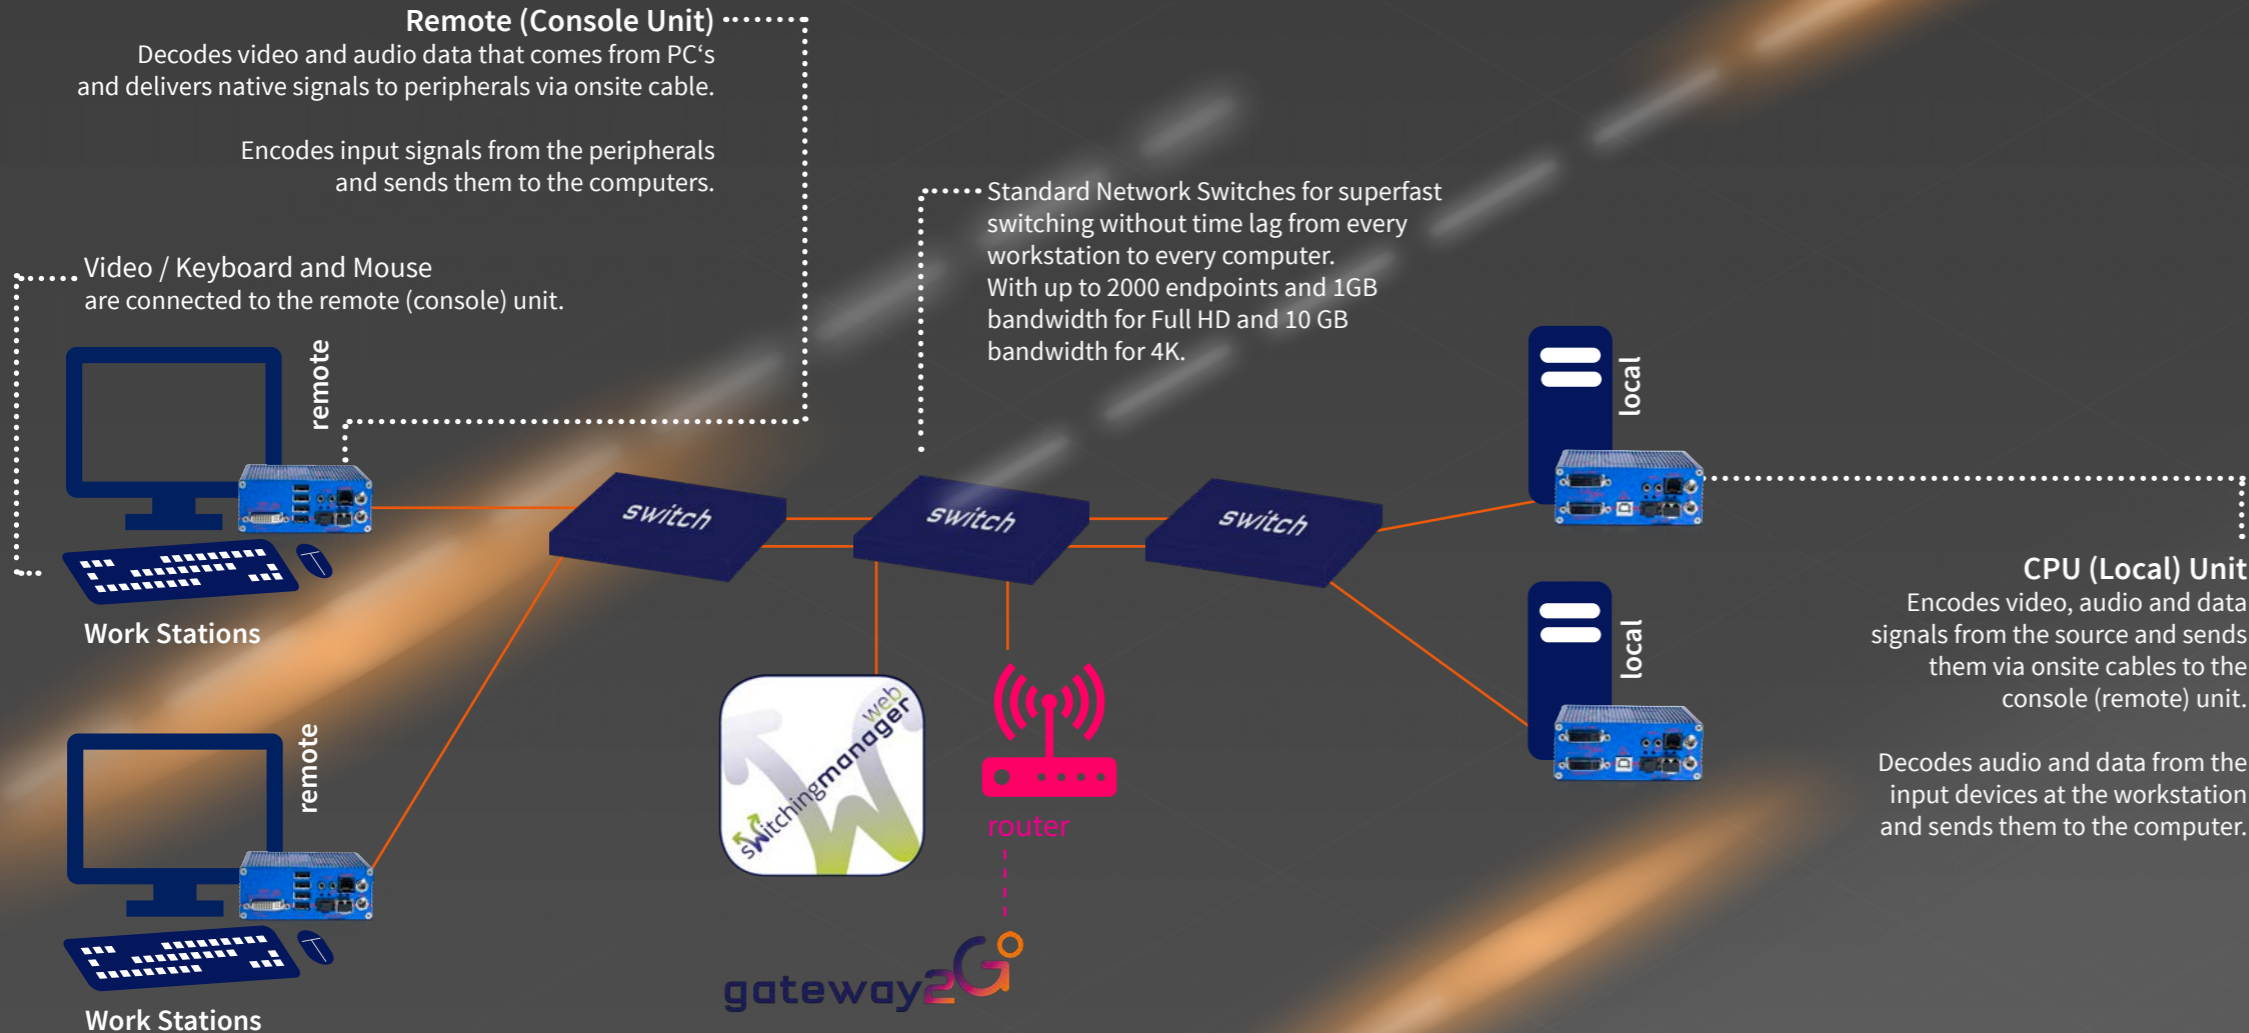 Remote (Console Unit)
Decodes video and audio data that comes from PC‘s
and delivers native signals to peripherals via onsite cable.
Encodes input signals from the peripherals
and sends them to the computers.
Standard Network Switches for superfast
switching without time lag from every
workstation to every computer.
With up to 2000 endpoints and 1GB
bandwidth for Full HD and 10 GB
bandwidth for 4K.
Video / Keyboard and Mouse
are connected to the remote (console) unit.
remote
local
switch
switch
switch
CPU (Local) Unit
Encodes video, audio and data
signals from the source and sends
them via onsite cables to the
console (remote) unit.
Decodes audio and data from the
input devices at the workstation
and sends them to the computer.
Work Stations
local
remote
switchingmanager
web
router
gateway2Go
Work Stations